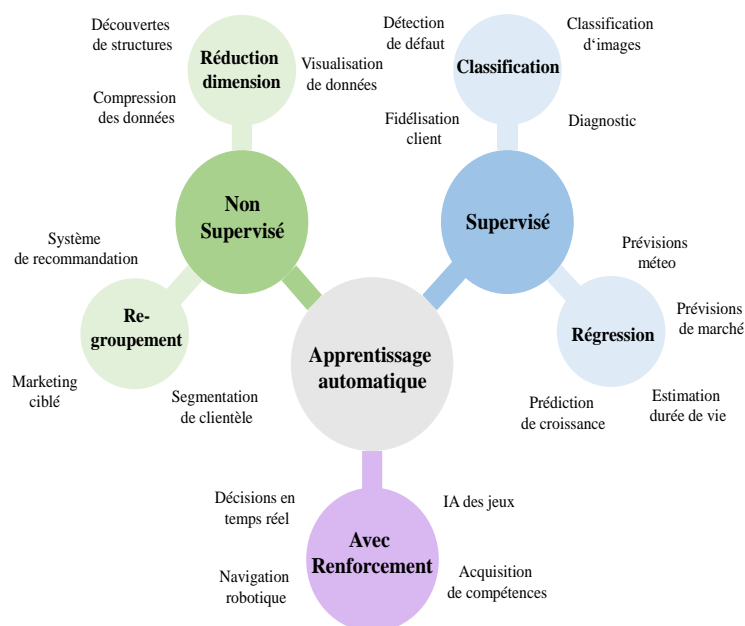 Découvertes
de structures
Réduction
dimension
Visualisation
de données
Compression
des données
Détection
de défaut
Classification
Classification
d‘images
Fidélisation
client
Diagnostic
Non
Supervisé
Supervisé
Système
de recommandation
Re-
groupement
Marketing
ciblé
Segmentation
de clientèle
Apprentissage
automatique
Prévisions
méteo
Régression
Prévisions
de marché
Prédiction
de croissance
Estimation
durée de vie
Décisions en
temps réel
IA des jeux
Avec
Renforcement
Navigation
robotique
Acquisition
de compétences